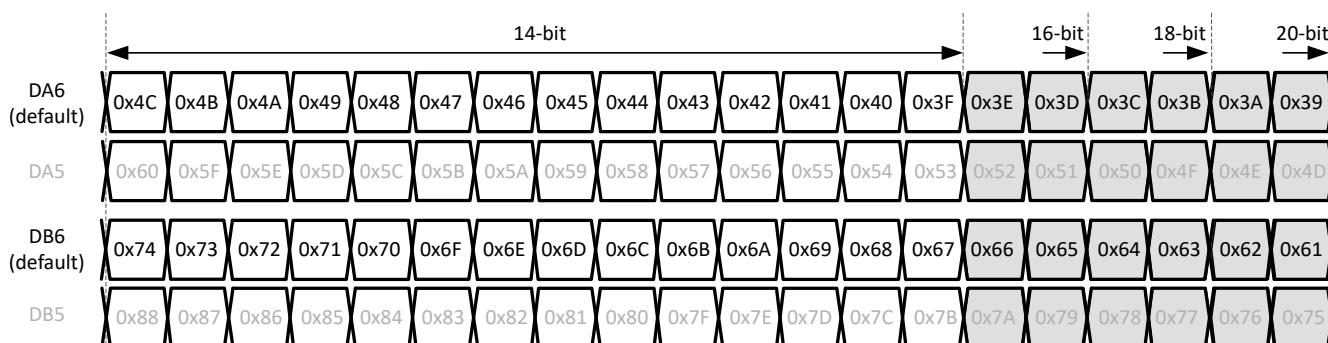 14-bit 16-bit 18-bit 20-bit
DA6
(default)
0x4C 0x4B 0x4A 0x49 0x48 0x47 0x46 0x45 0x44 0x43 0x42 0x41 0x40 0x3F 0x3E 0x3D 0x3C 0x3B 0x3A 0x39
DA5 0x60 0x5F 0x5E 0x5D 0x5C 0x5B 0x5A 0x59 0x58 0x57 0x56 0x55 0x54 0x53 0x52 0x51 0x50 0x4F 0x4E 0x4D
DB6
(default)
0x74 0x73 0x72 0x71 0x70 0x6F 0x6E 0x6D 0x6C 0x6B 0x6A 0x69 0x68 0x67 0x66 0x65 0x64 0x63 0x62 0x61
DB5 0x88 0x87 0x86 0x85 0x84 0x83 0x82 0x81 0x80 0x7F 0x7E 0x7D 0x7C 0x7B 0x7A 0x79 0x78 0x77 0x76 0x75